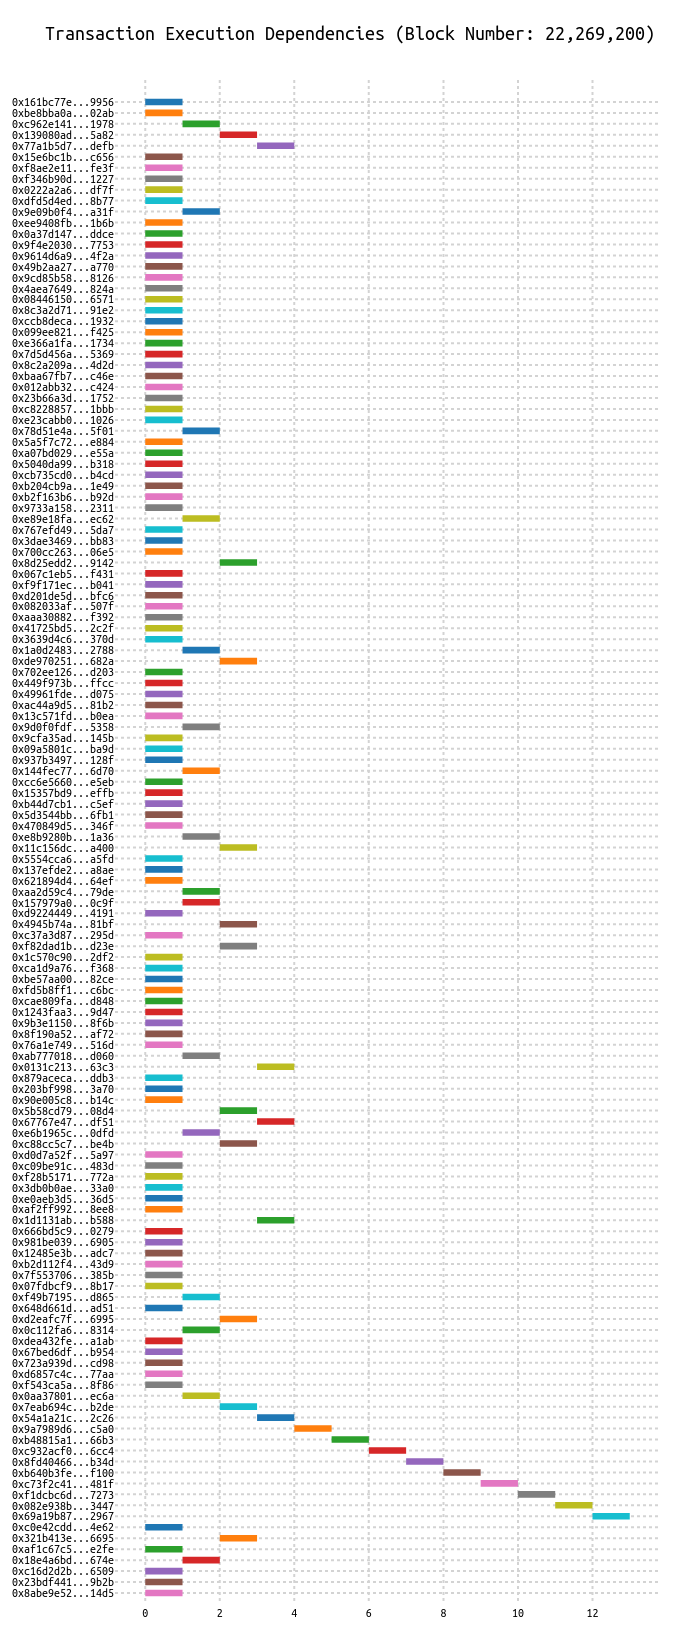 Transaction Execution Dependencies (Block Number: 22,269,200)
0x161bc77e...9956
0xbe8bba0a...02ab
0xc962e141...1978
0x139080ad...5a82
0x77a1b5d7...defb
0x15e6bc1b...c656
0xf8ae2e11...fe3f
0xf346b90d...1227
0x0222a2a6...df7f
0xdfd5d4ed...8b77
0x9e09b0f4...a31f
0xee9408fb...1b6b
0x0a37d147...ddce
0x9f4e2030...7753
0x9614d6a9...4f2a
0x49b2aa27...a770
0x9cd85b58...8126
0x4aea7649...824a
0x08446150...6571
0x8c3a2d71...91e2
0xccb8deca...1932
0x099ee821...f425
0xe366a1fa...1734
0x7d5d456a...5369
0x8c2a209a...4d2d
0xbaa67fb7...c46e
0x012abb32...c424
0x23b66a3d...1752
0xc8228857...1bbb
0xe23cabb0...1026
0x78d51e4a...5f01
0x5a5f7c72...e884
0xa07bd029...e55a
0x5040da99...b318
0xcb735cd0...b4cd
0xb204cb9a...1e49
0xb2f163b6...b92d
0x9733a158...2311
0xe89e18fa...ec62
0x767efd49...5da7
0x3dae3469...bb83
0x700cc263...06e5
0x8d25edd2...9142
0x067c1eb5...f431
0xf9f171ec...b041
0xd201de5d...bfc6
0x082033af...507f
0xaaa30882...f392
0x41725bd5...2c2f
0x3639d4c6...370d
0x1a0d2483...2788
0xde970251...682a
0x702ee126...d203
0x449f973b...ffcc
0x49961fde...d075
0xac44a9d5...81b2
0x13c571fd...b0ea
0x9d0f0fdf...5358
0x9cfa35ad...145b
0x09a5801c...ba9d
0x937b3497...128f
0x144fec77...6d70
0xcc6e5660...e5eb
0x15357bd9...effb
0xb44d7cb1...c5ef
0x5d3544bb...6fb1
0x470849d5...346f
0xe8b9280b...1a36
0x11c156dc...a400
0x5554cca6...a5fd
0x137efde2...a8ae
0x621894d4...64ef
0xaa2d59c4...79de
0x157979a0...0c9f
0xd9224449...4191
0x4945b74a...81bf
0xc37a3d87...295d
0xf82dad1b...d23e
0x1c570c90...2df2
0xca1d9a76...f368
0xbe57aa00...82ce
0xfd5b8ff1...c6bc
0xcae809fa...d848
0x1243faa3...9d47
0x9b3e1150...8f6b
0x8f190a52...af72
0x76a1e749...516d
0xab777018...d060
0x0131c213...63c3
0x879aceca...ddb3
0x203bf998...3a70
0x90e005c8...b14c
0x5b58cd79...08d4
0x67767e47...df51
0xe6b1965c...0dfd
0xc88cc5c7...be4b
0xd0d7a52f...5a97
0xc09be91c...483d
0xf28b5171...772a
0x3db0b0ae...33a0
0xe0aeb3d5...36d5
0xaf2ff992...8ee8
0x1d1131ab...b588
0x666bd5c9...0279
0x981be039...6905
0x12485e3b...adc7
0xb2d112f4...43d9
0x7f553706...385b
0x07fdbcf9...8b17
0xf49b7195...d865
0x648d661d...ad51
0xd2eafc7f...6995
0x0c112fa6...8314
0xdea432fe...a1ab
0x67bed6df...b954
0x723a939d...cd98
0xd6857c4c...77aa
0xf543ca5a...8f86
0x0aa37801...ec6a
0x7eab694c...b2de
0x54a1a21c...2c26
0x9a7989d6...c5a0
0xb48815a1...66b3
0xc932acf0...6cc4
0x8fd40466...b34d
0xb640b3fe...f100
0xc73f2c41...481f
0xf1dcbc6d...7273
0x082e938b...3447
0x69a19b87...2967
0xc0e42cdd...4e62
0x321b413e...6695
0xaf1c67c5...e2fe
0x18e4a6bd...674e
0xc16d2d2b...6509
0x23bdf441...9b2b
0x8abe9e52...14d5
0 2 4 6 8 10 12